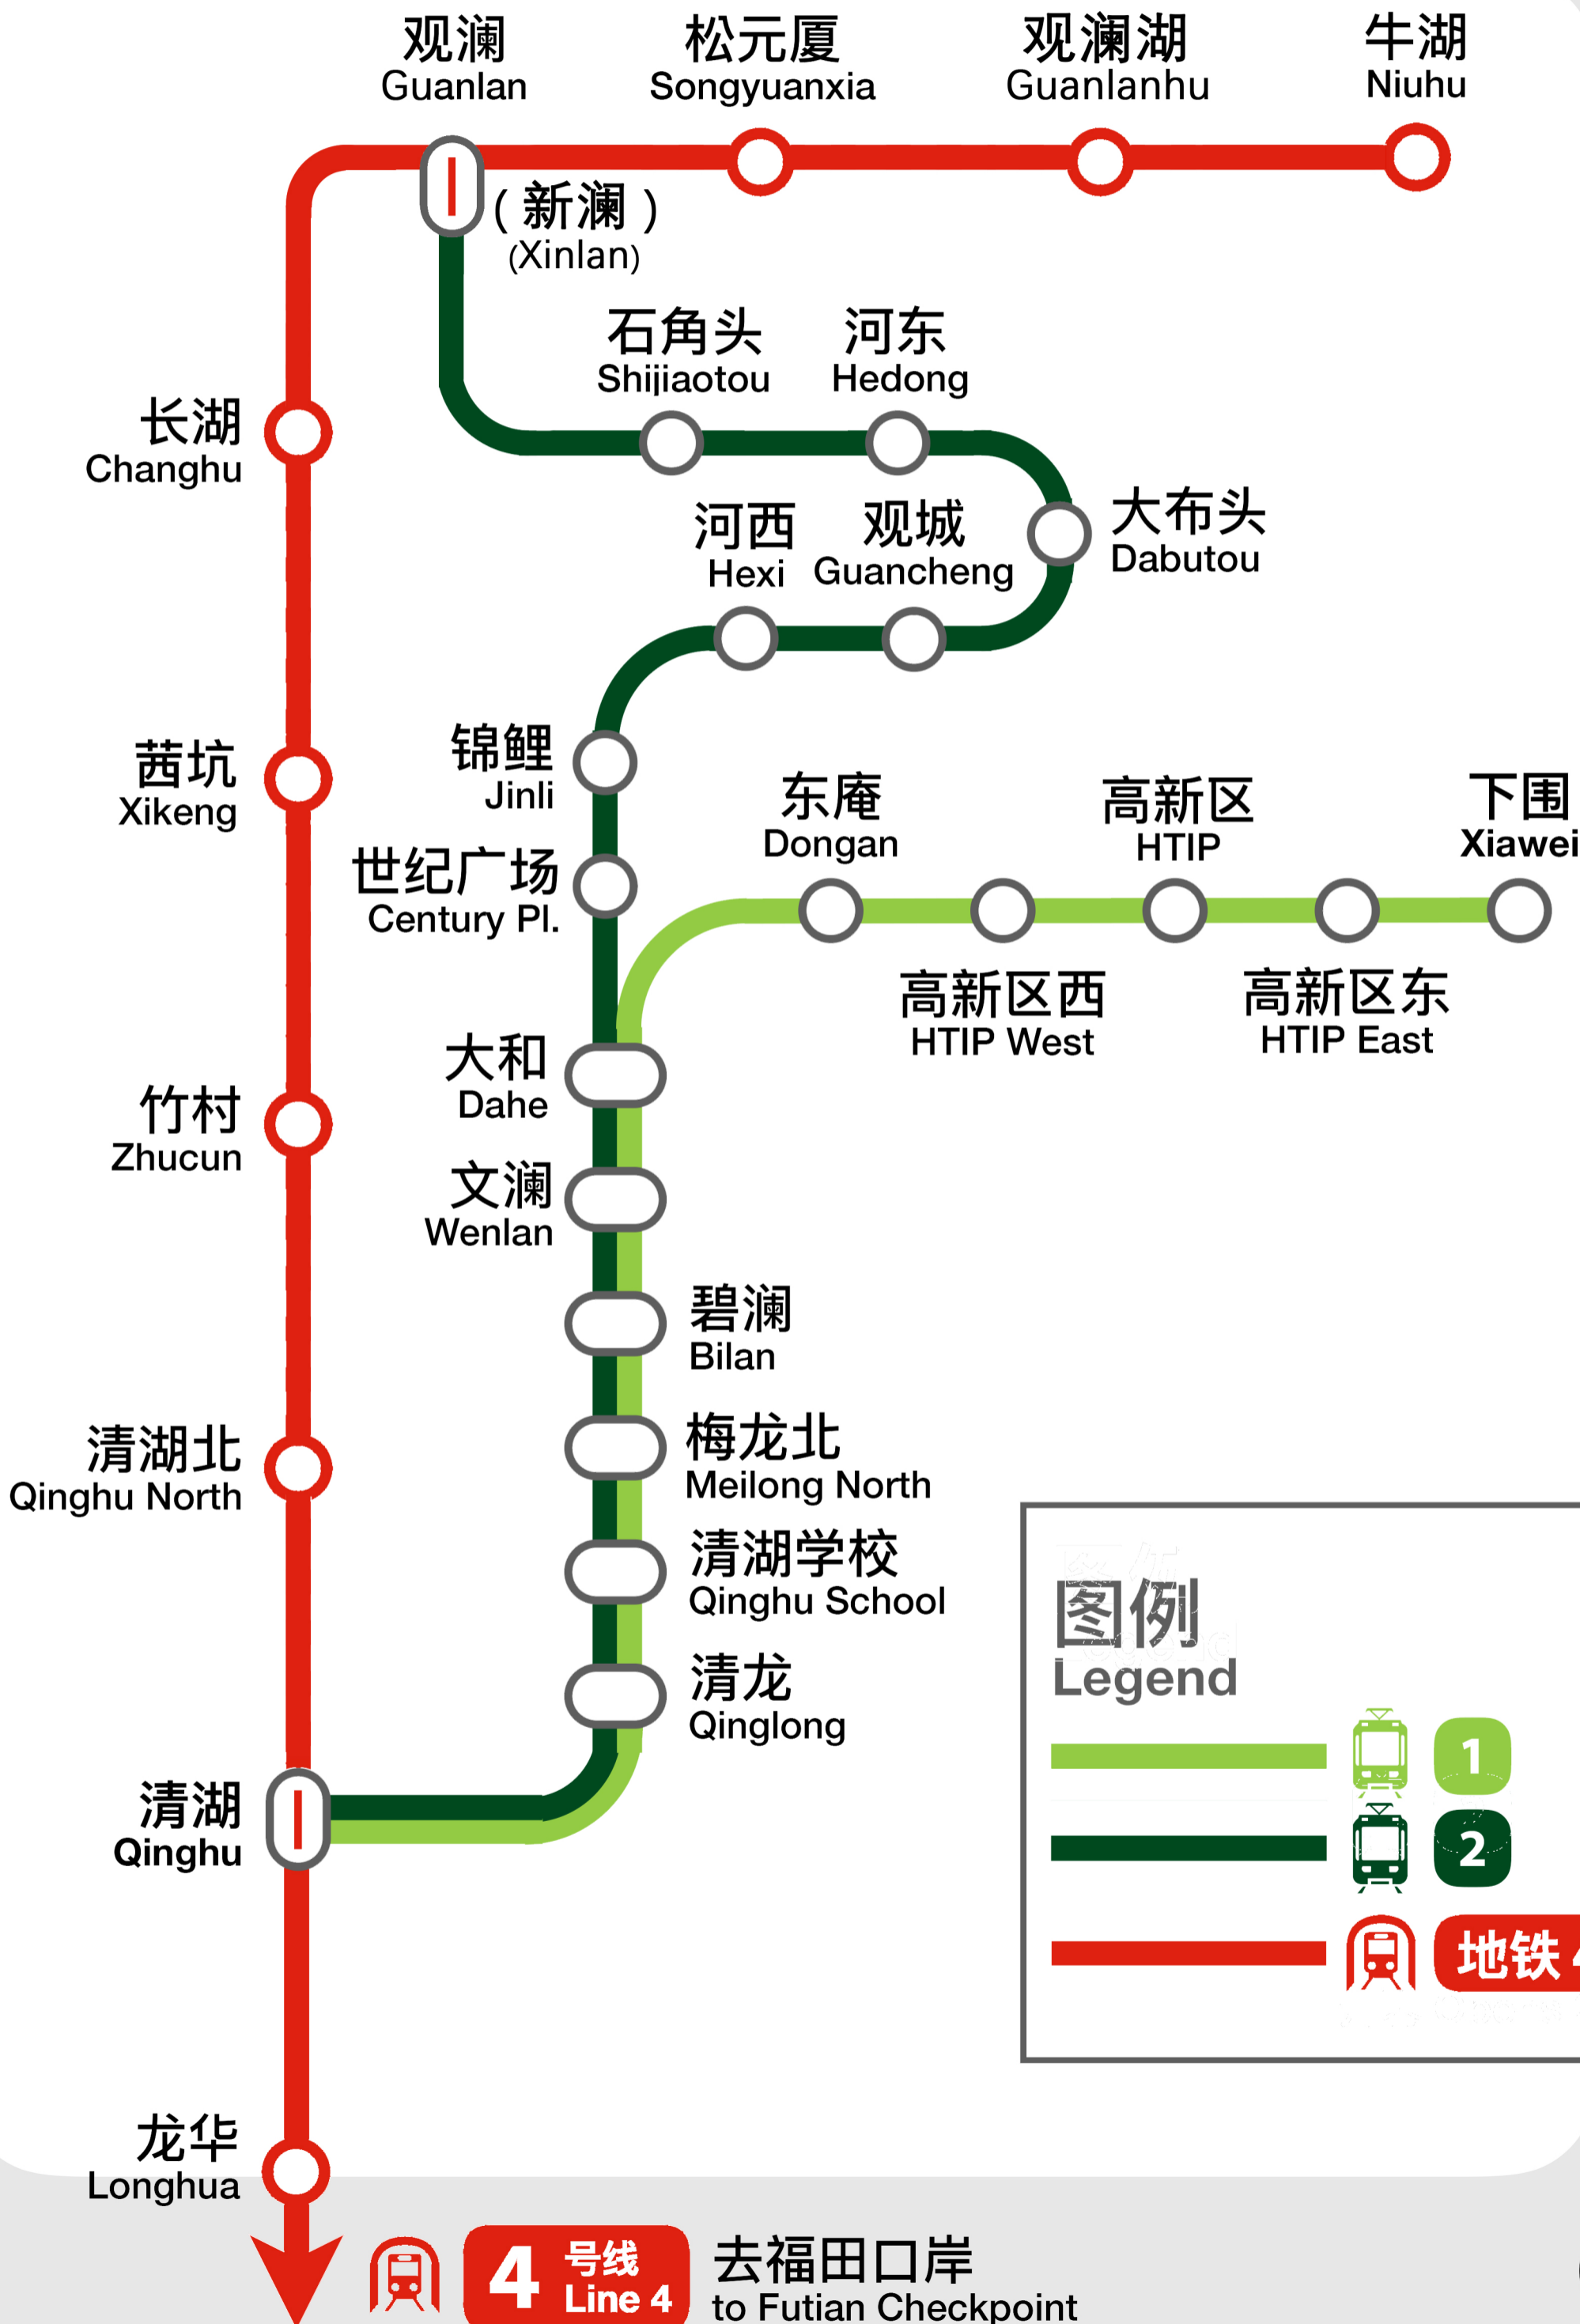 观澜
Guanlan
松元厦
Songyuanxia
观澜湖
Guanlanhu
牛湖
Niuhu
(新澜)
(Xinlan)
石角头
Shijiaotou
河东
Hedong
长湖
Changhu
大布头
Dabutou
河西
Hexi
观城
Guancheng
锦鲤
Jinli
茜坑
Xikeng
东庵
Dongan
高新区
HTIP
下围
Xiawei
世纪广场
Century Pl.
高新区西
HTIP West
高新区东
HTIP East
大和
Dahe
竹村
Zhucun
文澜
Wenlan
碧澜
Bilan
清湖北
Qinghu North
梅龙北
Meilong North
清湖学校
Qinghu School
清龙
Qinglong
图例
Legend
1
2
地铁 4
清湖
Qinghu
龙华
Longhua
4 号线
Line 4
去福田口岸
to Futian Checkpoint